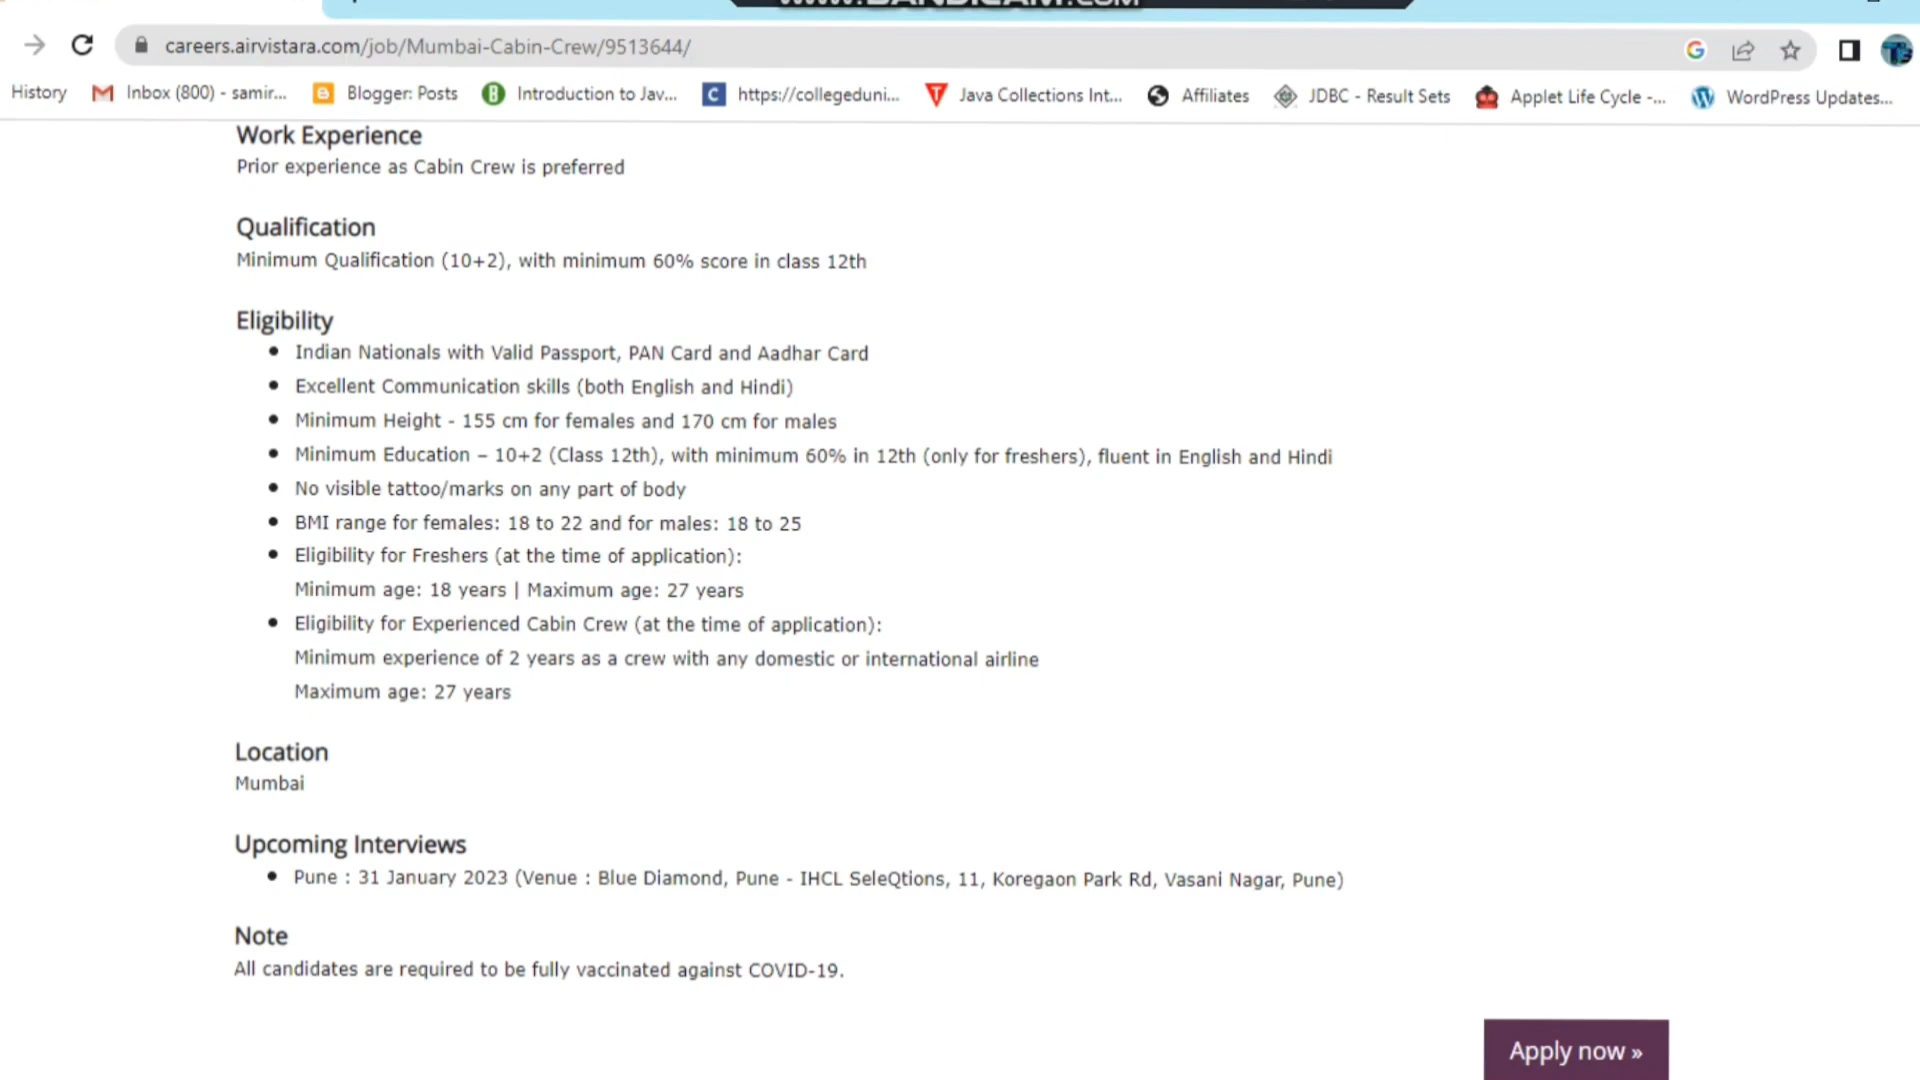 www.BANDICAM.com
careers.airvistara.com/job/Mumbai-Cabin-Crew/9513644/
History Inbox (800) - samir... Blogger: Posts Introduction to Jav... https://collegeduni... Java Collections Int... Affiliates JDBC - Result Sets Applet Life Cycle -... WordPress Updates...
Work Experience
Prior experience as Cabin Crew is preferred
Qualification
Minimum Qualification (10+2), with minimum 60% score in class 12th
Eligibility
Indian Nationals with Valid Passport, PAN Card and Aadhar Card
Excellent Communication skills (both English and Hindi)
Minimum Height - 155 cm for females and 170 cm for males
Minimum Education – 10+2 (Class 12th), with minimum 60% in 12th (only for freshers), fluent in English and Hindi
No visible tattoo/marks on any part of body
BMI range for females: 18 to 22 and for males: 18 to 25
Eligibility for Freshers (at the time of application):
Minimum age: 18 years | Maximum age: 27 years
Eligibility for Experienced Cabin Crew (at the time of application):
Minimum experience of 2 years as a crew with any domestic or international airline
Maximum age: 27 years
Location
Mumbai
Upcoming Interviews
Pune : 31 January 2023 (Venue : Blue Diamond, Pune - IHCL SeleQtions, 11, Koregaon Park Rd, Vasani Nagar, Pune)
Note
All candidates are required to be fully vaccinated against COVID-19.
Apply now »